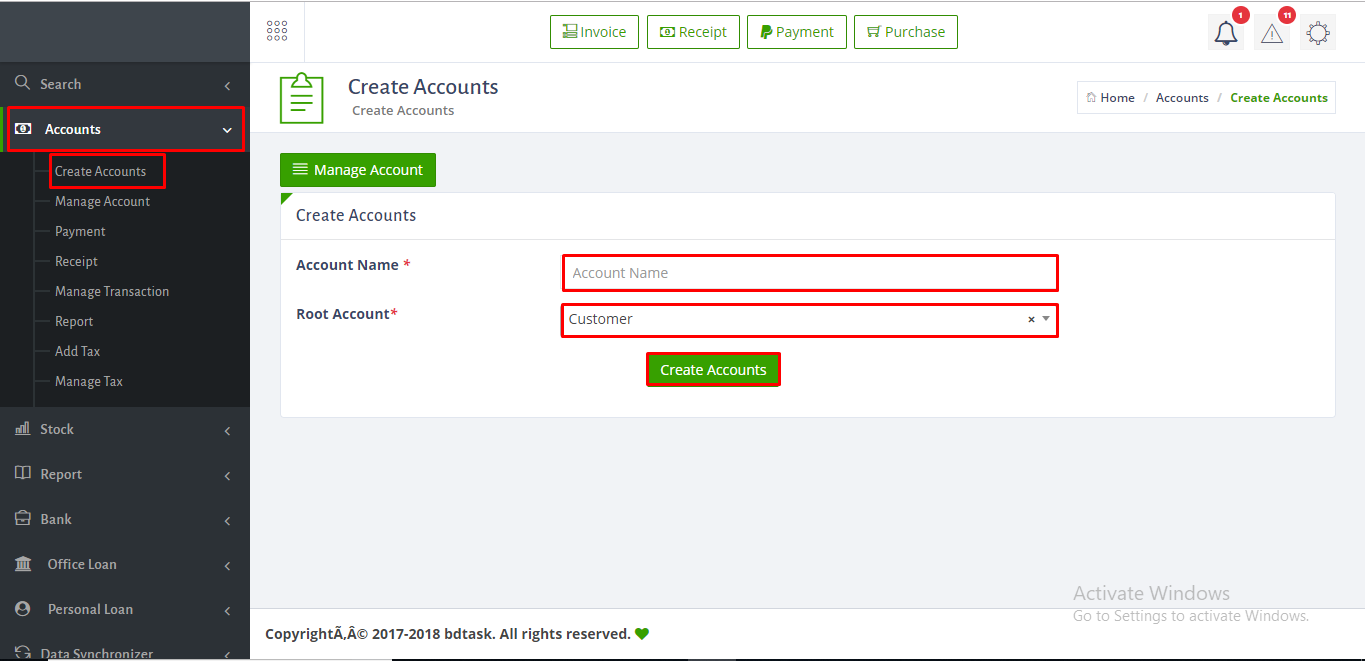 Invoice
Receipt
Payment
Purchase
1
11
Search
Accounts
Create Accounts
Manage Account
Payment
Receipt
Manage Transaction
Report
Add Tax
Manage Tax
Stock
Report
Bank
Office Loan
Personal Loan
Data Synchronizer
Create Accounts
Create Accounts
Home / Accounts / Create Accounts
Manage Account
Create Accounts
Account Name *
Account Name
Root Account*
Customer ×
Create Accounts
Activate Windows
Go to Settings to activate Windows.
CopyrightÃ‚Â© 2017-2018 bdtask. All rights reserved.